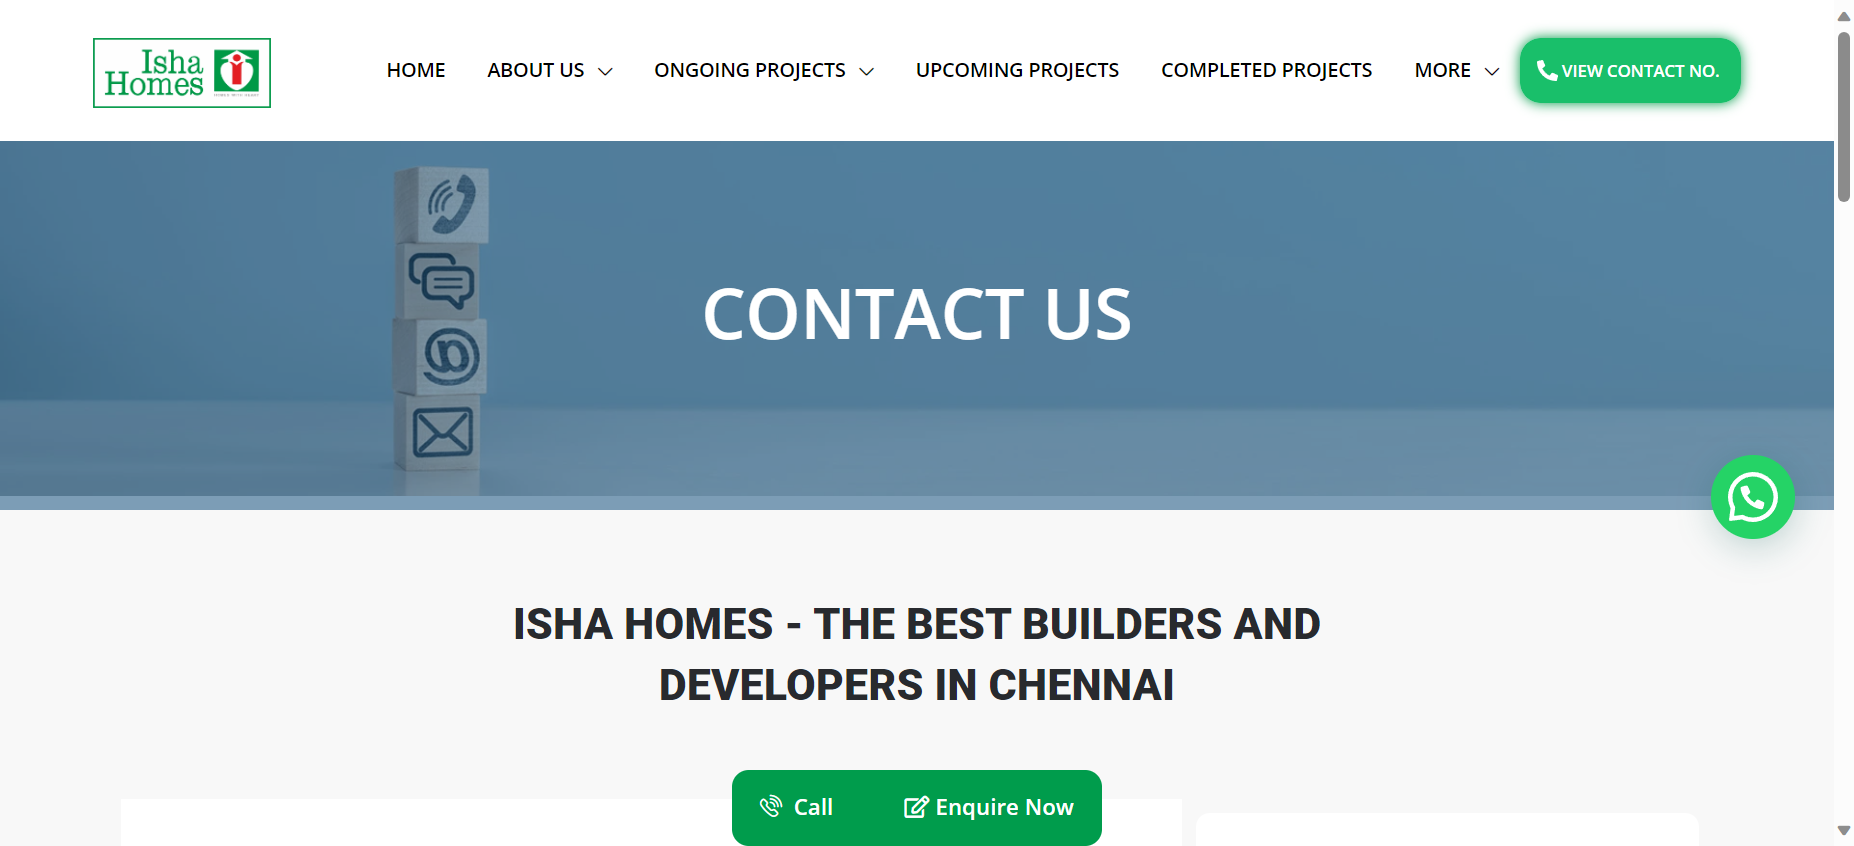 Isha
Homes
HOME
ABOUT US
ONGOING PROJECTS
UPCOMING PROJECTS
COMPLETED PROJECTS
MORE
VIEW CONTACT NO.
CONTACT US
ISHA HOMES - THE BEST BUILDERS AND
DEVELOPERS IN CHENNAI
Call
Enquire Now